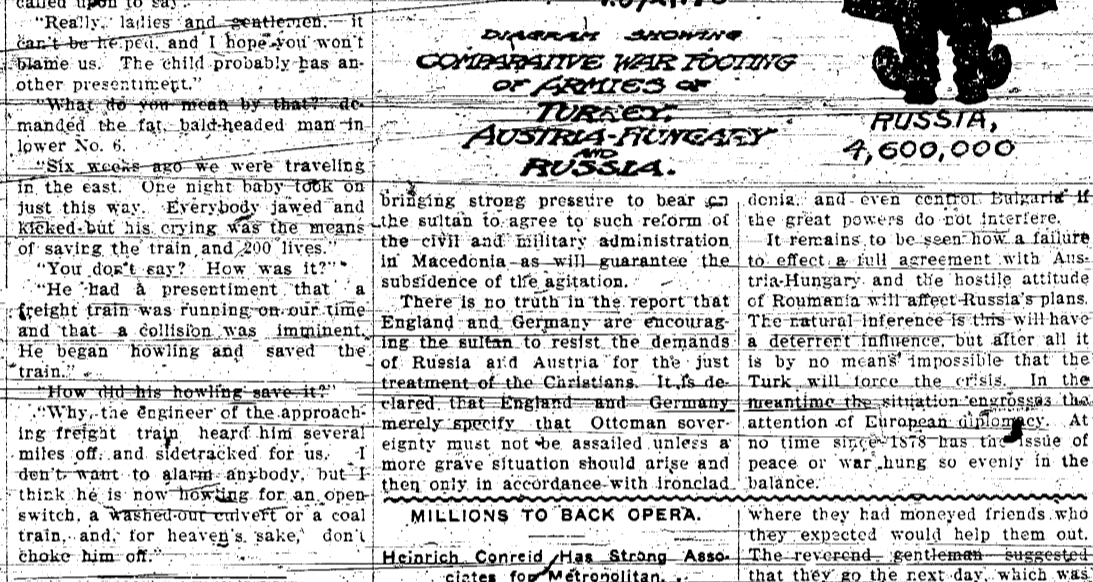 called upon to say:
"Really, ladies and gentlemen, it
can't be helped, and I hope you won't
blame us. The child probably has an-
other presentiment."
"What do you mean by that?" de-
manded the fat, bald-headed man in
lower No. 6.
"Six weeks ago we were traveling
in the east. One night baby took on
just this way. Everybody jawed and
kicked but his crying was the means
of saving the train and 200 lives."
"You don't say? How was it?"
"He had a presentiment that a
freight train was running on our time
and that a collision was imminent.
He began howling and saved the
train."
"How did his howling save it?"
"Why, the engineer of the approach-
ing freight train heard him several
miles off and sidetracked for us. I
don't want to alarm anybody, but I
think he is now howling for an open
switch, a washed-out culvert or a coal
train, and, for heaven's sake, don't
choke him off."
DIAGRAM SHOWING
COMPARATIVE WAR FOOTING
OF ARMIES OF
TURKEY,
AUSTRIA-HUNGARY
AND
RUSSIA.
RUSSIA,
4,600,000
bringing strong pressure to bear on
the sultan to agree to such reform of
the civil and military administration
in Macedonia as will guarantee the
subsidence of the agitation.
There is no truth in the report that
England and Germany are encourag-
ing the sultan to resist the demands
of Russia and Austria for the just
treatment of the Christians. It is de-
clared that England and Germany
merely specify that Ottoman sover-
eignty must not be assailed unless a
more grave situation should arise and
then only in accordance with ironclad
donia, and even control Bulgaria if
the great powers do not interfere.
It remains to be seen how a failure
to effect a full agreement with Aus-
tria-Hungary and the hostile attitude
of Roumania will affect Russia's plans.
The natural inference is this will have
a deterrent influence, but after all it
is by no means impossible that the
Turk will force the crisis. In the
meantime the situation engrosses the
attention of European diplomacy. At
no time since 1878 has the issue of
peace or war hung so evenly in the
balance.
MILLIONS TO BACK OPERA.
Heinrich Conreid Has Strong Asso-
ciates for Metropolitan.
where they had moneyed friends who
they expected would help them out.
The reverend gentleman suggested
that they go the next day, which was